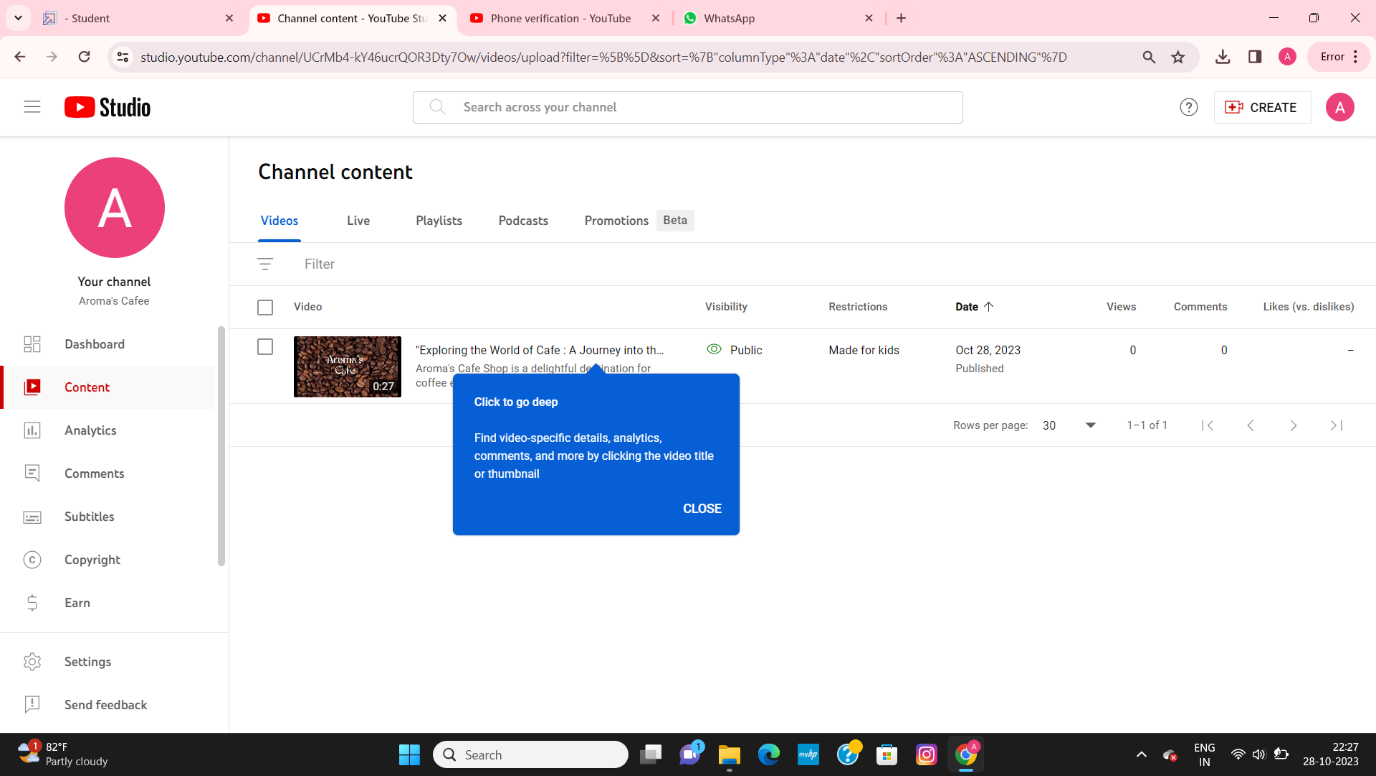 - Student
Channel content - YouTube Stu
Phone verification - YouTube
WhatsApp
studio.youtube.com/channel/UCrMb4-kY46ucrQOR3Dty7Ow/videos/upload?filter=%5B%5D&sort=%7B"columnType"%3A"date"%2C"sortOrder"%3A"ASCENDING"%7D
A
Error
Studio
Search across your channel
?
CREATE
A
A
Your channel
Aroma's Cafee
Dashboard
Content
Analytics
Comments
Subtitles
Copyright
Earn
Settings
Send feedback
Channel content
Videos
Live
Playlists
Podcasts
Promotions
Beta
Filter
Video
Visibility
Restrictions
Date
Views
Comments
Likes (vs. dislikes)
Aroma's
Cafe
0:27
"Exploring the World of Cafe : A Journey into th...
Aroma's Cafe Shop is a delightful de
nation for
coffee
Public
Made for kids
Oct 28, 2023
Published
0
0
–
Click to go deep
Find video-specific details, analytics,
comments, and more by clicking the video title
or thumbnail
CLOSE
Rows per page:
30
1–1 of 1
1
82°F
Partly cloudy
Search
1
myhp
?
A
ENG
IN
22:27
28-10-2023